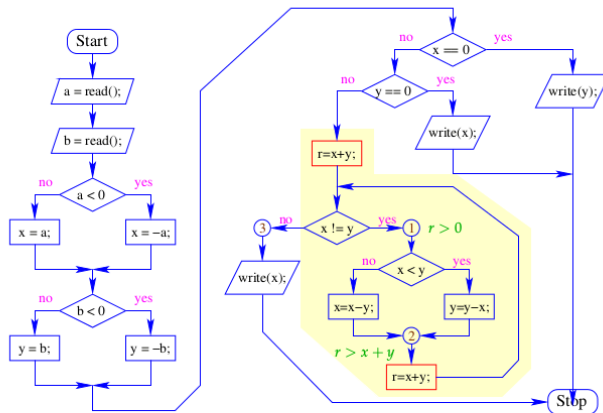 Start
a = read();
b = read();
no
a < 0
yes
x = a;
x = −a;
no
b < 0
yes
y = b;
y = −b;
no
x == 0
yes
no
y == 0
yes
write(y);
write(x);
r=x+y;
3
no
x != y
yes
1
r > 0
write(x);
no
x < y
yes
x=x−y;
y=y−x;
2
r > x + y
r=x+y;
Stop